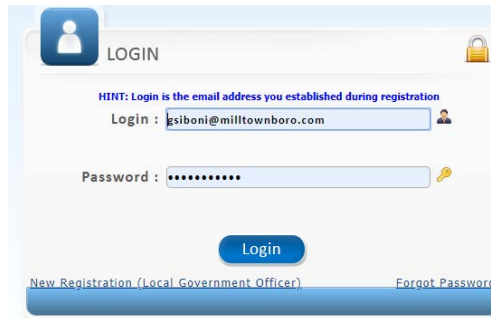 LOGIN
HINT: Login is the email address you established during registration
Login : gsiboni@milltownboro.com
Password : •••••••••••
Login
New Registration (Local Government Officer) Forgot Password